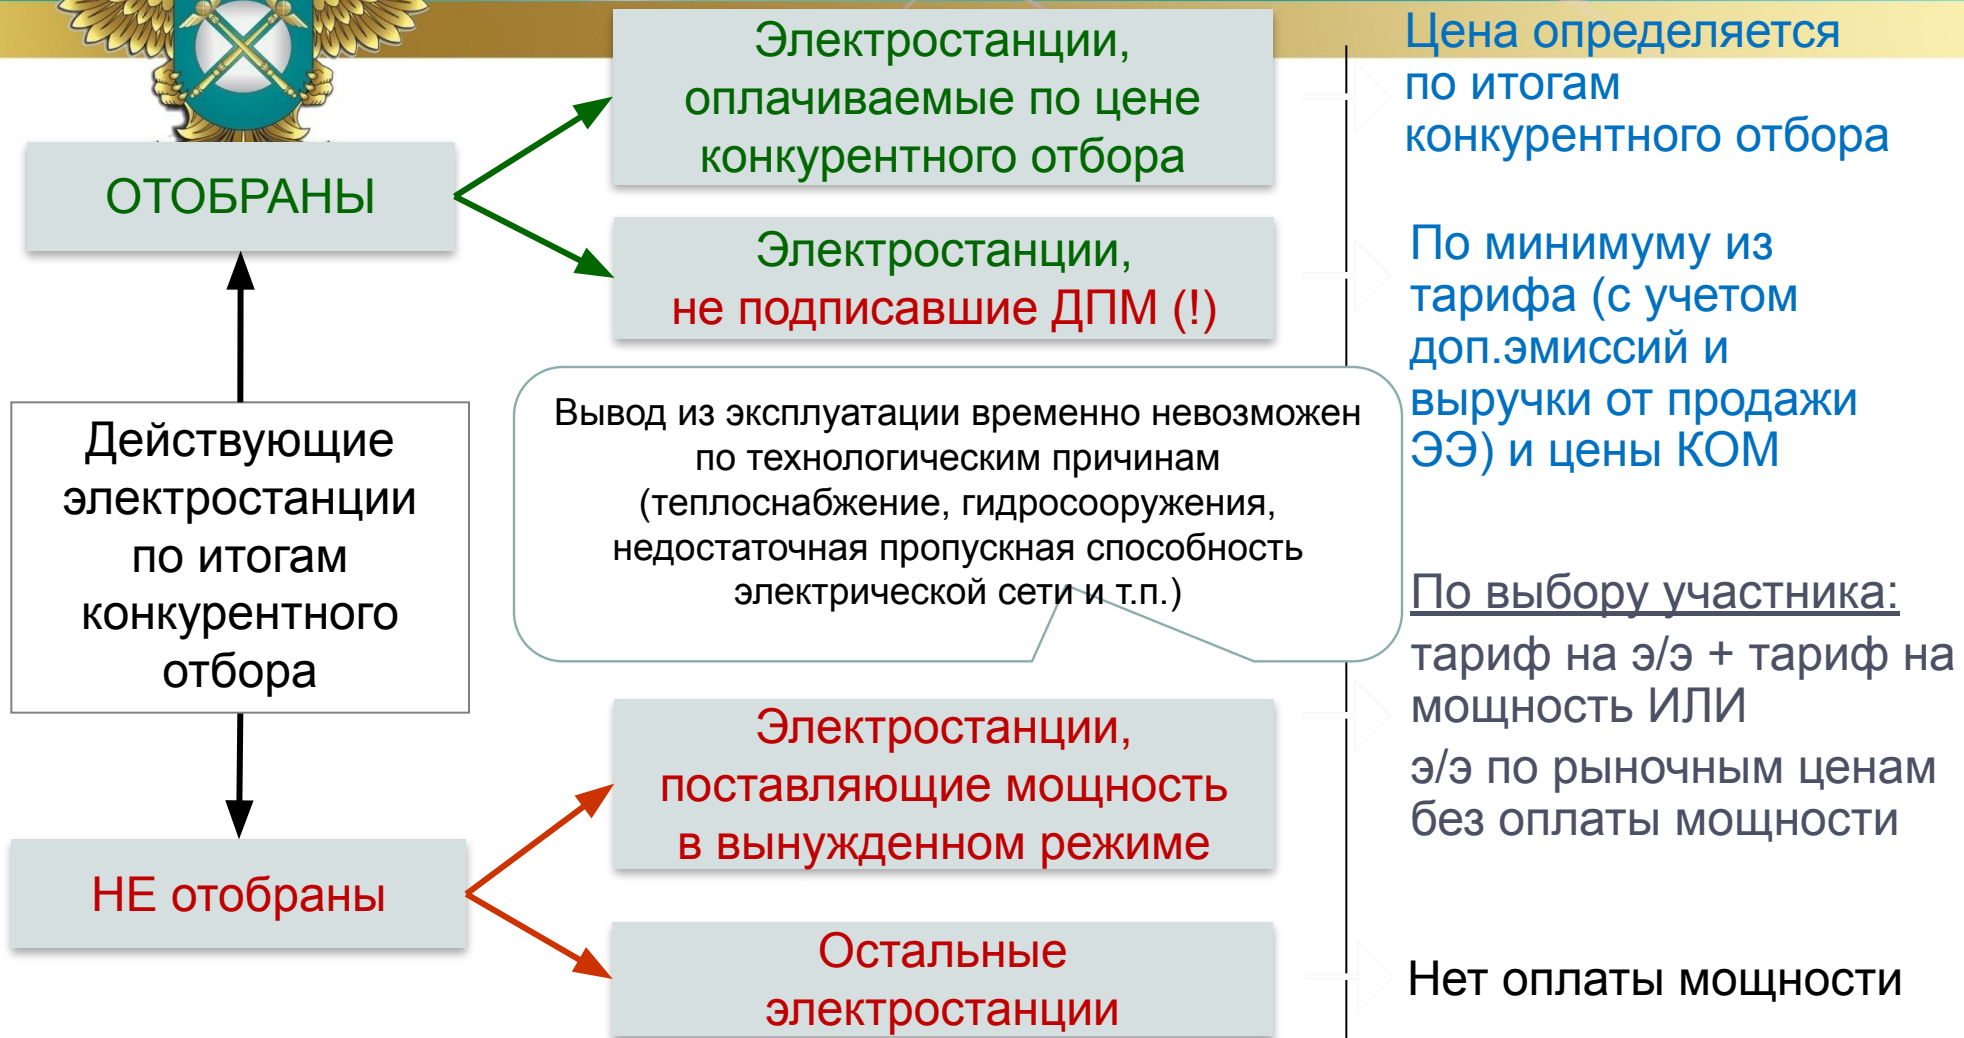 Электростанции,
оплачиваемые по цене
конкурентного отбора
Цена определяется
по итогам
конкурентного отбора
ОТОБРАНЫ
Электростанции,
не подписавшие ДПМ (!)
По минимуму из
тарифа (с учетом
доп.эмиссий и
выручки от продажи
ЭЭ) и цены КОМ
Действующие
электростанции
по итогам
конкурентного
отбора
Вывод из эксплуатации временно невозможен
по технологическим причинам
(теплоснабжение, гидросооружения,
недостаточная пропускная способность
электрической сети и т.п.)
По выбору участника:
тариф на э/э + тариф на
мощность ИЛИ
э/э по рыночным ценам
без оплаты мощности
Электростанции,
поставляющие мощность
в вынужденном режиме
НЕ отобраны
Остальные
электростанции
Нет оплаты мощности